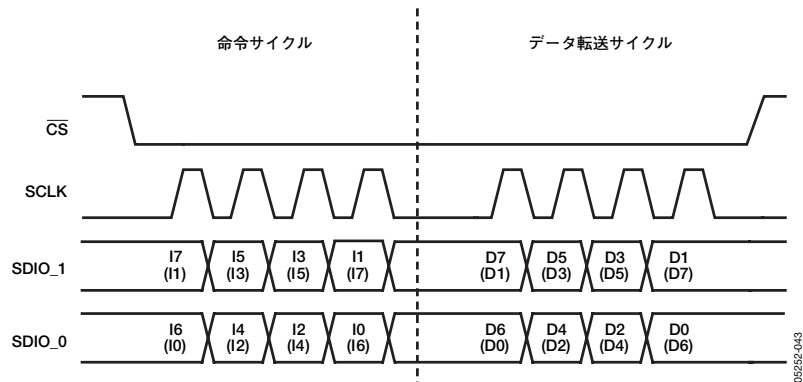 命令サイクル
データ転送サイクル
CS
SCLK
SDIO_1
I7 I5 I3 I1 D7 D5 D3 D1
(I1) (I3) (I5) (I7) (D1) (D3) (D5) (D7)
SDIO_0
I6 I4 I2 I0 D6 D4 D2 D0
(I0) (I2) (I4) (I6) (D0) (D2) (D4) (D6)
05252-043